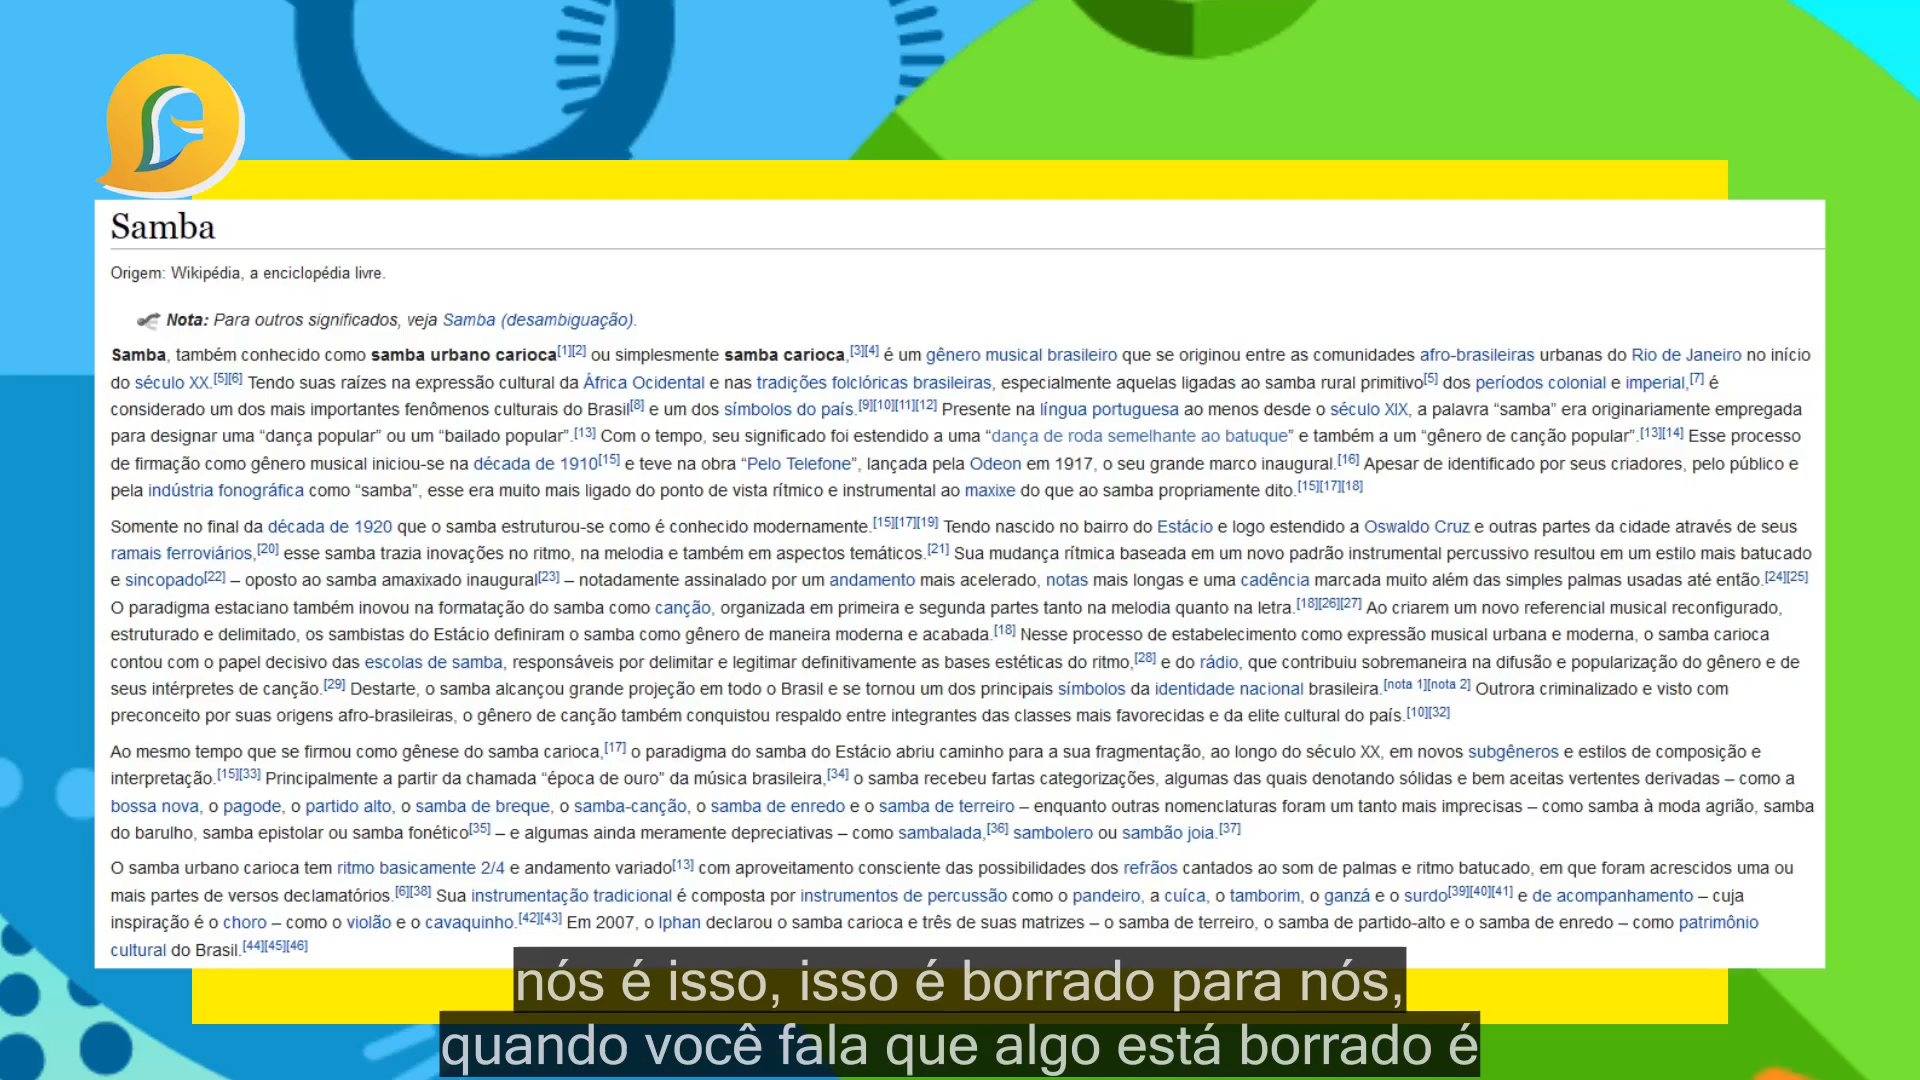 Samba
Origem: Wikipédia, a enciclopédia livre.
Nota: Para outros significados, veja Samba (desambiguação).
Samba, também conhecido como samba urbano carioca[1][2] ou simplesmente samba carioca,[3][4] é um gênero musical brasileiro que se originou entre as comunidades afro-brasileiras urbanas do Rio de Janeiro no início
do século XX.[5][6] Tendo suas raízes na expressão cultural da África Ocidental e nas tradições folclóricas brasileiras, especialmente aquelas ligadas ao samba rural primitivo[5] dos períodos colonial e imperial,[7] é
considerado um dos mais importantes fenômenos culturais do Brasil[8] e um dos símbolos do país.[9][10][11][12] Presente na língua portuguesa ao menos desde o século XIX, a palavra “samba” era originariamente empregada
para designar uma “dança popular” ou um “bailado popular”.[13] Com o tempo, seu significado foi estendido a uma “dança de roda semelhante ao batuque” e também a um “gênero de canção popular”.[13][14] Esse processo
de firmação como gênero musical iniciou-se na década de 1910[15] e teve na obra “Pelo Telefone”, lançada pela Odeon em 1917, o seu grande marco inaugural.[16] Apesar de identificado por seus criadores, pelo público e
pela indústria fonográfica como “samba”, esse era muito mais ligado do ponto de vista rítmico e instrumental ao maxixe do que ao samba propriamente dito.[15][17][18]
Somente no final da década de 1920 que o samba estruturou-se como é conhecido modernamente.[15][17][19] Tendo nascido no bairro do Estácio e logo estendido a Oswaldo Cruz e outras partes da cidade através de seus
ramais ferroviários,[20] esse samba trazia inovações no ritmo, na melodia e também em aspectos temáticos.[21] Sua mudança rítmica baseada em um novo padrão instrumental percussivo resultou em um estilo mais batucado
e sincopado[22] – oposto ao samba amaxixado inaugural[23] – notadamente assinalado por um andamento mais acelerado, notas mais longas e uma cadência marcada muito além das simples palmas usadas até então.[24][25]
O paradigma estaciano também inovou na formatação do samba como canção, organizada em primeira e segunda partes tanto na melodia quanto na letra.[18][26][27] Ao criarem um novo referencial musical reconfigurado,
estruturado e delimitado, os sambistas do Estácio definiram o samba como gênero de maneira moderna e acabada.[18] Nesse processo de estabelecimento como expressão musical urbana e moderna, o samba carioca
contou com o papel decisivo das escolas de samba, responsáveis por delimitar e legitimar definitivamente as bases estéticas do ritmo,[28] e do rádio, que contribuiu sobremaneira na difusão e popularização do gênero e de
seus intérpretes de canção.[29] Destarte, o samba alcançou grande projeção em todo o Brasil e se tornou um dos principais símbolos da identidade nacional brasileira.[nota 1][nota 2] Outrora criminalizado e visto com
preconceito por suas origens afro-brasileiras, o gênero de canção também conquistou respaldo entre integrantes das classes mais favorecidas e da elite cultural do país.[10][32]
Ao mesmo tempo que se firmou como gênese do samba carioca,[17] o paradigma do samba do Estácio abriu caminho para a sua fragmentação, ao longo do século XX, em novos subgêneros e estilos de composição e
interpretação.[15][33] Principalmente a partir da chamada “época de ouro” da música brasileira,[34] o samba recebeu fartas categorizações, algumas das quais denotando sólidas e bem aceitas vertentes derivadas – como a
bossa nova, o pagode, o partido alto, o samba de breque, o samba-canção, o samba de enredo e o samba de terreiro – enquanto outras nomenclaturas foram um tanto mais imprecisas – como samba à moda agrião, samba
do barulho, samba epistolar ou samba fonético[35] – e algumas ainda meramente depreciativas – como sambalada,[36] sambolero ou sambão joia.[37]
O samba urbano carioca tem ritmo basicamente 2/4 e andamento variado[13] com aproveitamento consciente das possibilidades dos refrãos cantados ao som de palmas e ritmo batucado, em que foram acrescidos uma ou
mais partes de versos declamatórios.[6][38] Sua instrumentação tradicional é composta por instrumentos de percussão como o pandeiro, a cuíca, o tamborim, o ganzá e o surdo[39][40][41] e de acompanhamento – cuja
inspiração é o choro – como o violão e o cavaquinho.[42][43] Em 2007, o Iphan declarou o samba carioca e três de suas matrizes – o samba de terreiro, o samba de partido-alto e o samba de enredo – como patrimônio
cultural do Brasil.[44][45][46]
nós é isso, isso é borrado para nós,
quando você fala que algo está borrado é